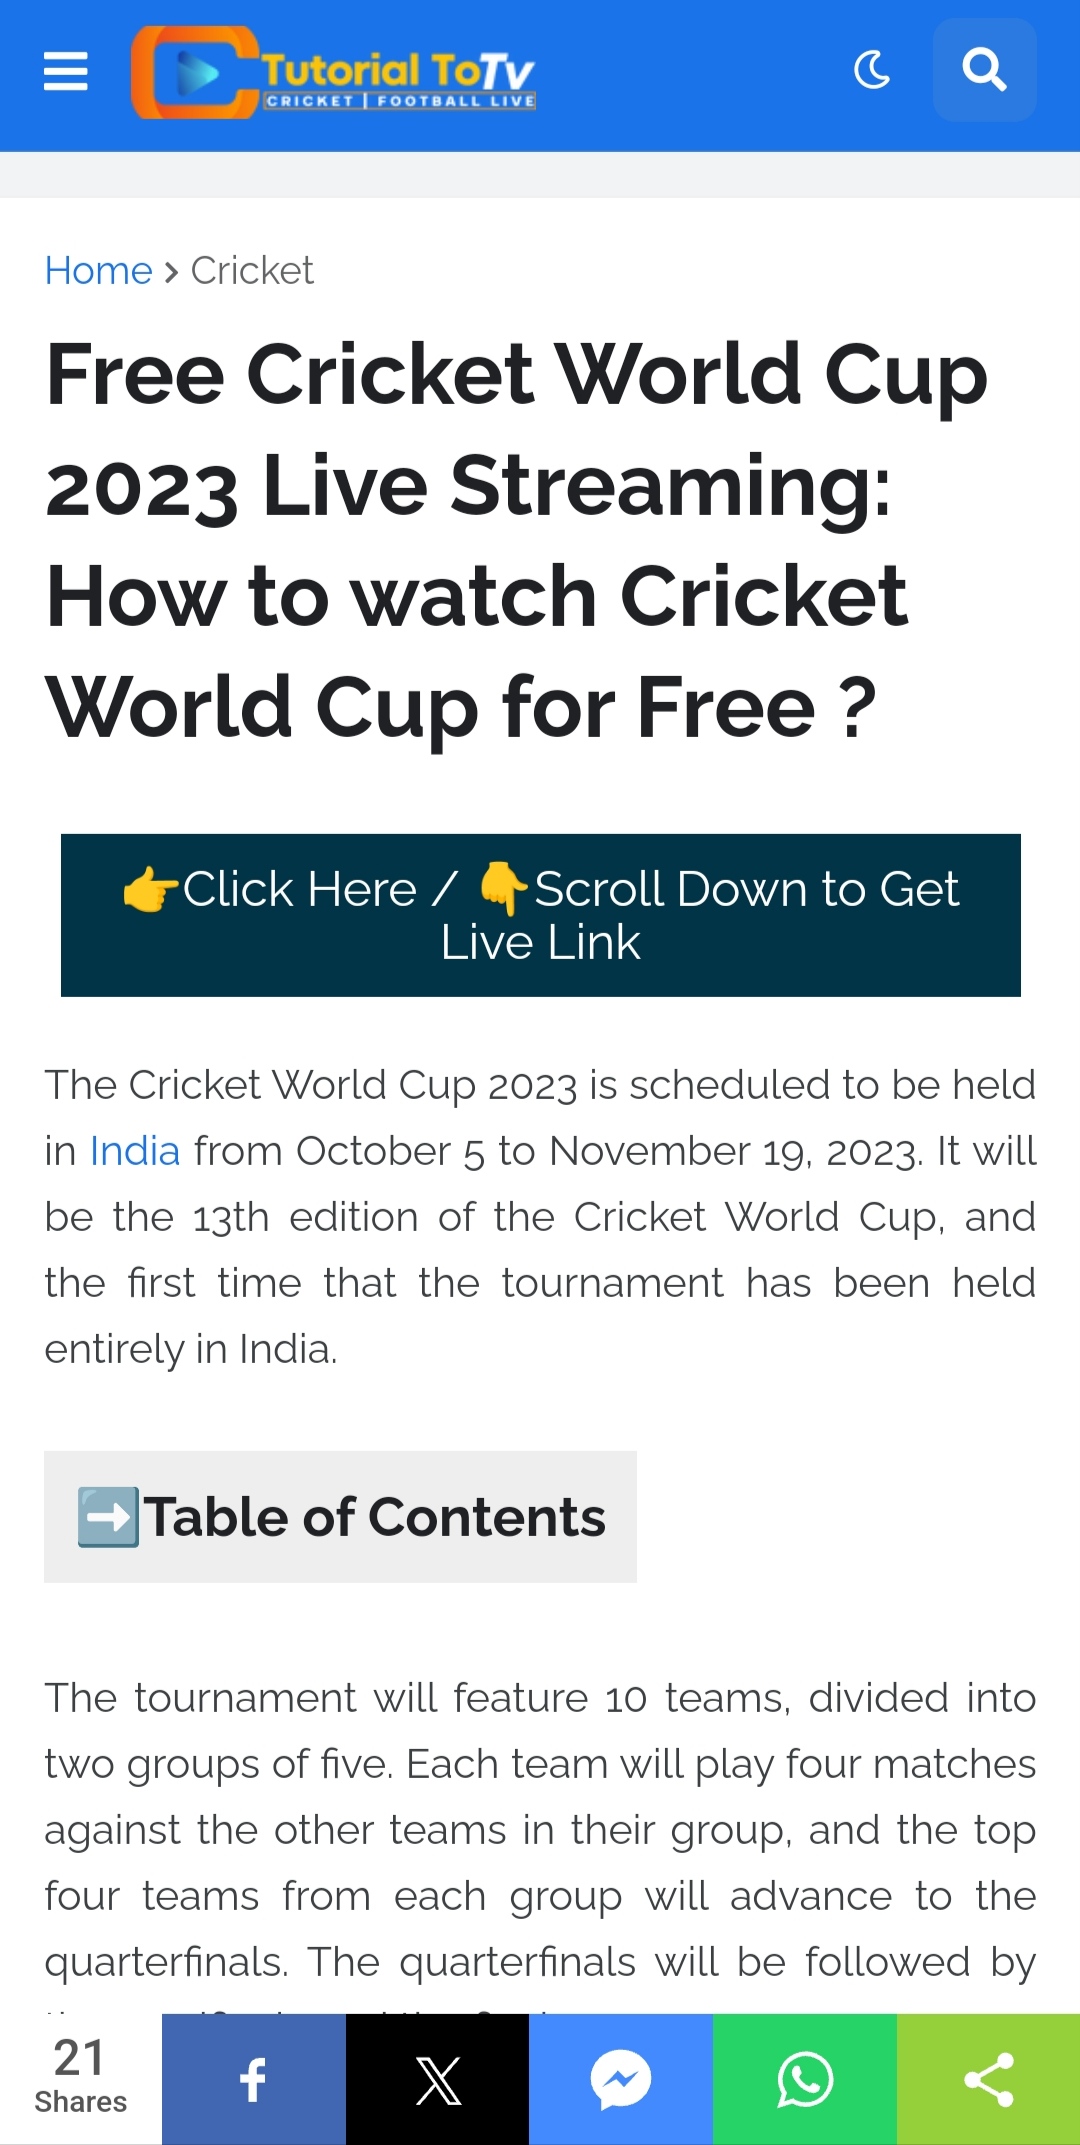 Tutorial ToTv
CRICKET | FOOTBALL LIVE
Home > Cricket
Free Cricket World Cup
2023 Live Streaming:
How to watch Cricket
World Cup for Free ?
👉Click Here / 👇Scroll Down to Get
Live Link
The Cricket World Cup 2023 is scheduled to be held
in India from October 5 to November 19, 2023. It will
be the 13th edition of the Cricket World Cup, and
the first time that the tournament has been held
entirely in India.
➡️Table of Contents
The tournament will feature 10 teams, divided into
two groups of five. Each team will play four matches
against the other teams in their group, and the top
four teams from each group will advance to the
quarterfinals. The quarterfinals will be followed by
21
Shares